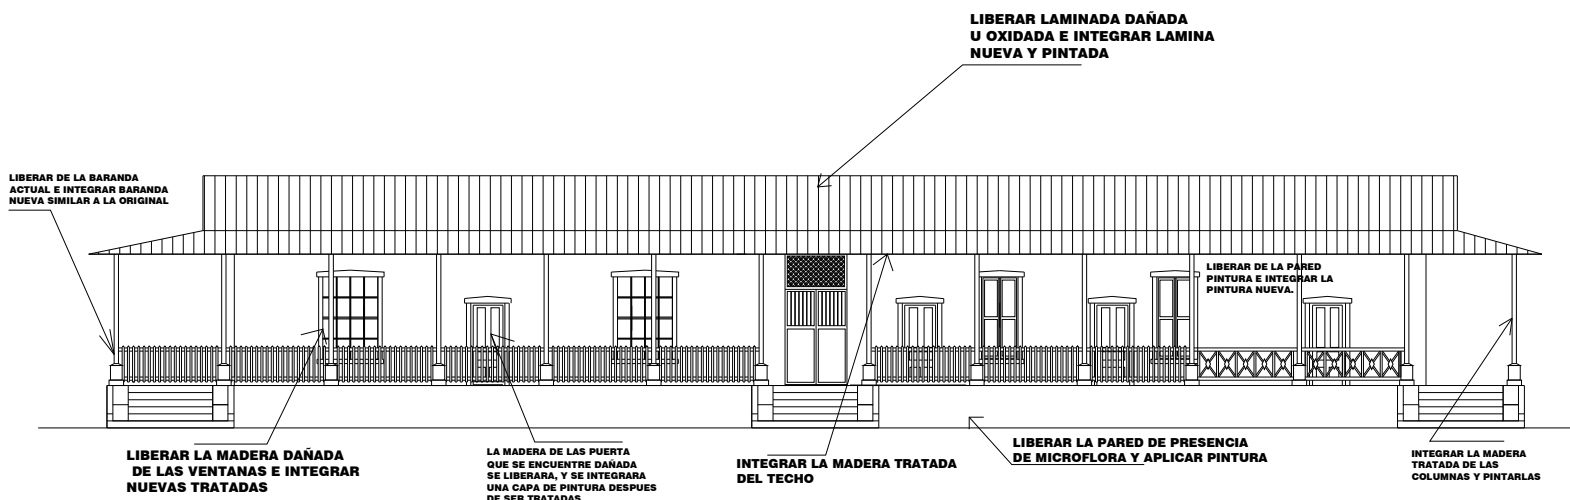 LIBERAR LAMINADA DAÑADA
U OXIDADA E INTEGRAR LAMINA
NUEVA Y PINTADA
LIBERAR DE LA BARANDA
ACTUAL E INTEGRAR BARANDA
NUEVA SIMILAR A LA ORIGINAL
LIBERAR DE LA PARED
PINTURA E INTEGRAR LA
PINTURA NUEVA.
LIBERAR LA MADERA DAÑADA
DE LAS VENTANAS E INTEGRAR
NUEVAS TRATADAS
LA MADERA DE LAS PUERTA
QUE SE ENCUENTRE DAÑADA
SE LIBERARA, Y SE INTEGRARA
UNA CAPA DE PINTURA DESPUES
DE SER TRATADAS
INTEGRAR LA MADERA TRATADA
DEL TECHO
LIBERAR LA PARED DE PRESENCIA
DE MICROFLORA Y APLICAR PINTURA
INTEGRAR LA MADERA
TRATADA DE LAS
COLUMNAS Y PINTARLAS